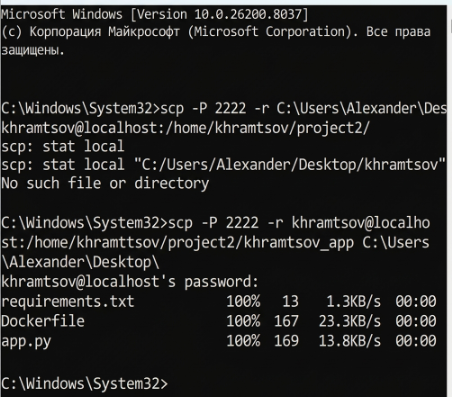 Microsoft Windows [Version 10.0.26200.8037]
(c) Корпорация Майкрософт (Microsoft Corporation). Все права
защищены.
C:\Windows\System32>scp -P 2222 -r C:\Users\Alexander\Des
khramtsov@localhost:/home/khramtsov/project2/
scp: stat local
scp: stat local "C:/Users/Alexander/Desktop/khramtsov"
No such file or directory
C:\Windows\System32>scp -P 2222 -r khramtsov@localho
st:/home/khramttsov/project2/khramtsov_app C:\Users
\Alexander\Desktop\
khramtsov@localhost's password:
requirements.txt 100% 13 1.3KB/s 00:00
Dockerfile 100% 167 23.3KB/s 00:00
app.py 100% 169 13.8KB/s 00:00
C:\Windows\System32>